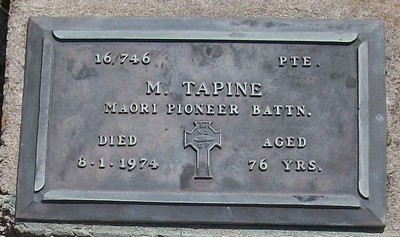 16/746 PTE.
M. TAPINE
MAORI PIONEER BATTN.
DIED AGED
8.1.1974 76 YRS.